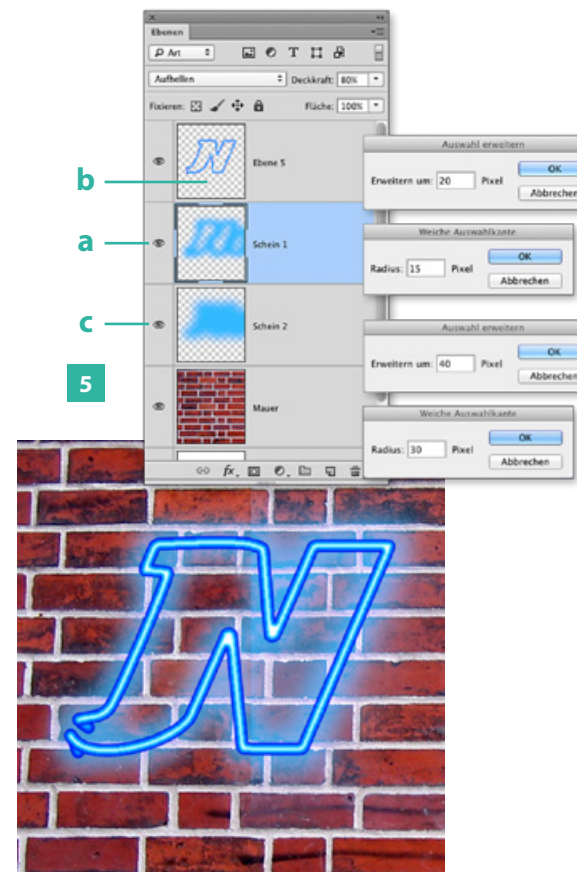 Ebenen
Art
Aufhellen Deckkraft: 80%
Fixieren: Fläche: 100%
b Ebene 5
a Schein 1
c Schein 2
5
Mauer
fx
Auswahl erweitern
Erweitern um: 20 Pixel
OK
Abbrechen
Weiche Auswahlkante
Radius: 15 Pixel
OK
Abbrechen
Auswahl erweitern
Erweitern um: 40 Pixel
OK
Abbrechen
Weiche Auswahlkante
Radius: 30 Pixel
OK
Abbrechen
N